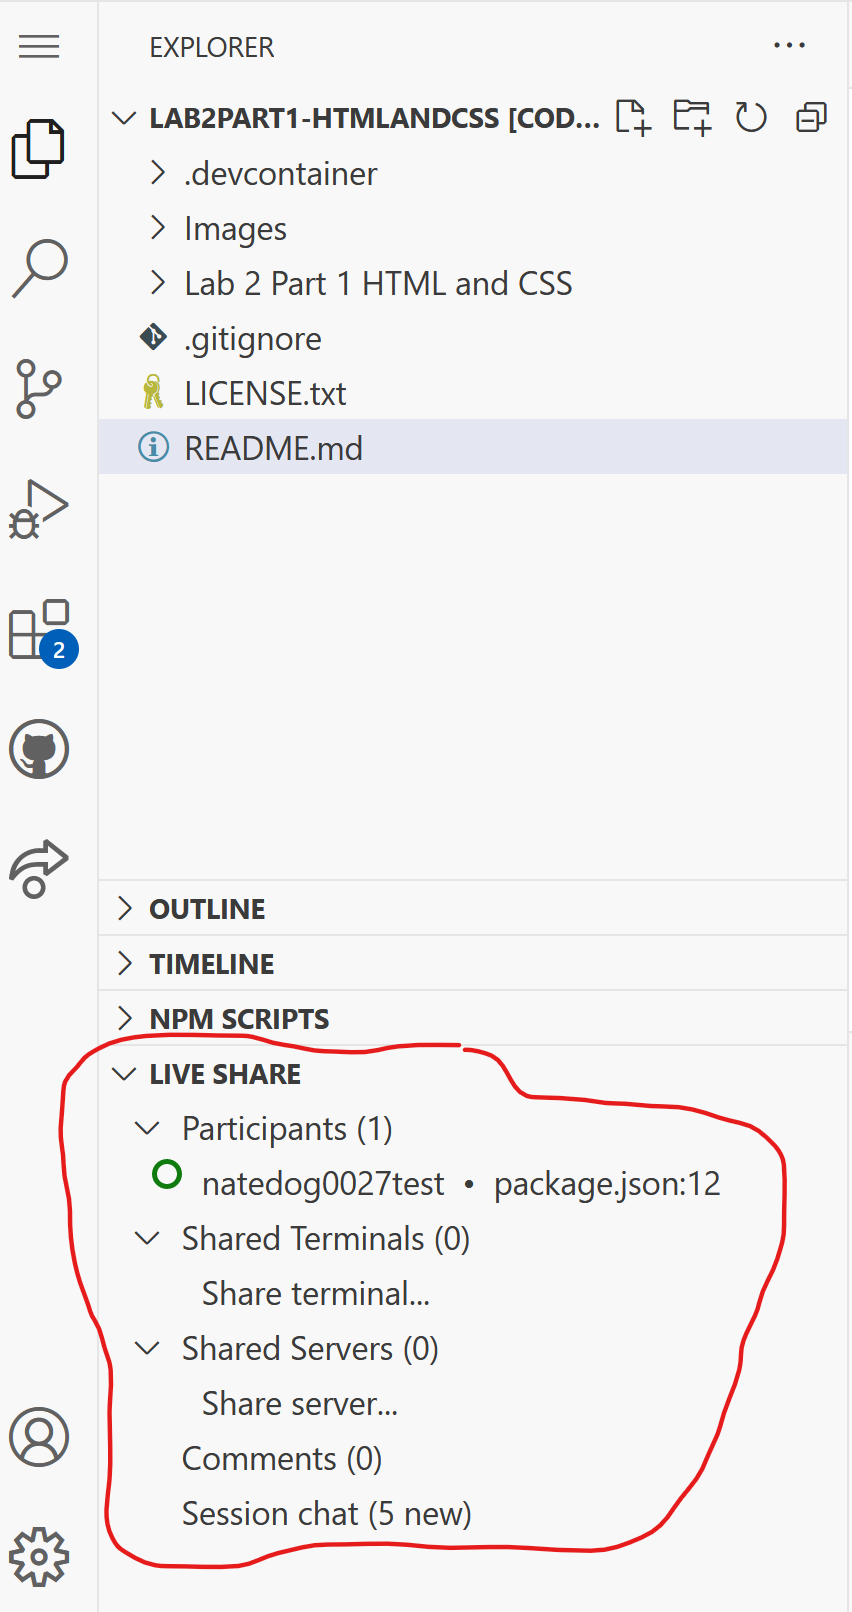 EXPLORER
LAB2PART1-HTMLANDCSS [COD...
.devcontainer
Images
Lab 2 Part 1 HTML and CSS
.gitignore
LICENSE.txt
README.md
2
OUTLINE
TIMELINE
NPM SCRIPTS
LIVE SHARE
Participants (1)
natedog0027test • package.json:12
Shared Terminals (0)
Share terminal...
Shared Servers (0)
Share server...
Comments (0)
Session chat (5 new)